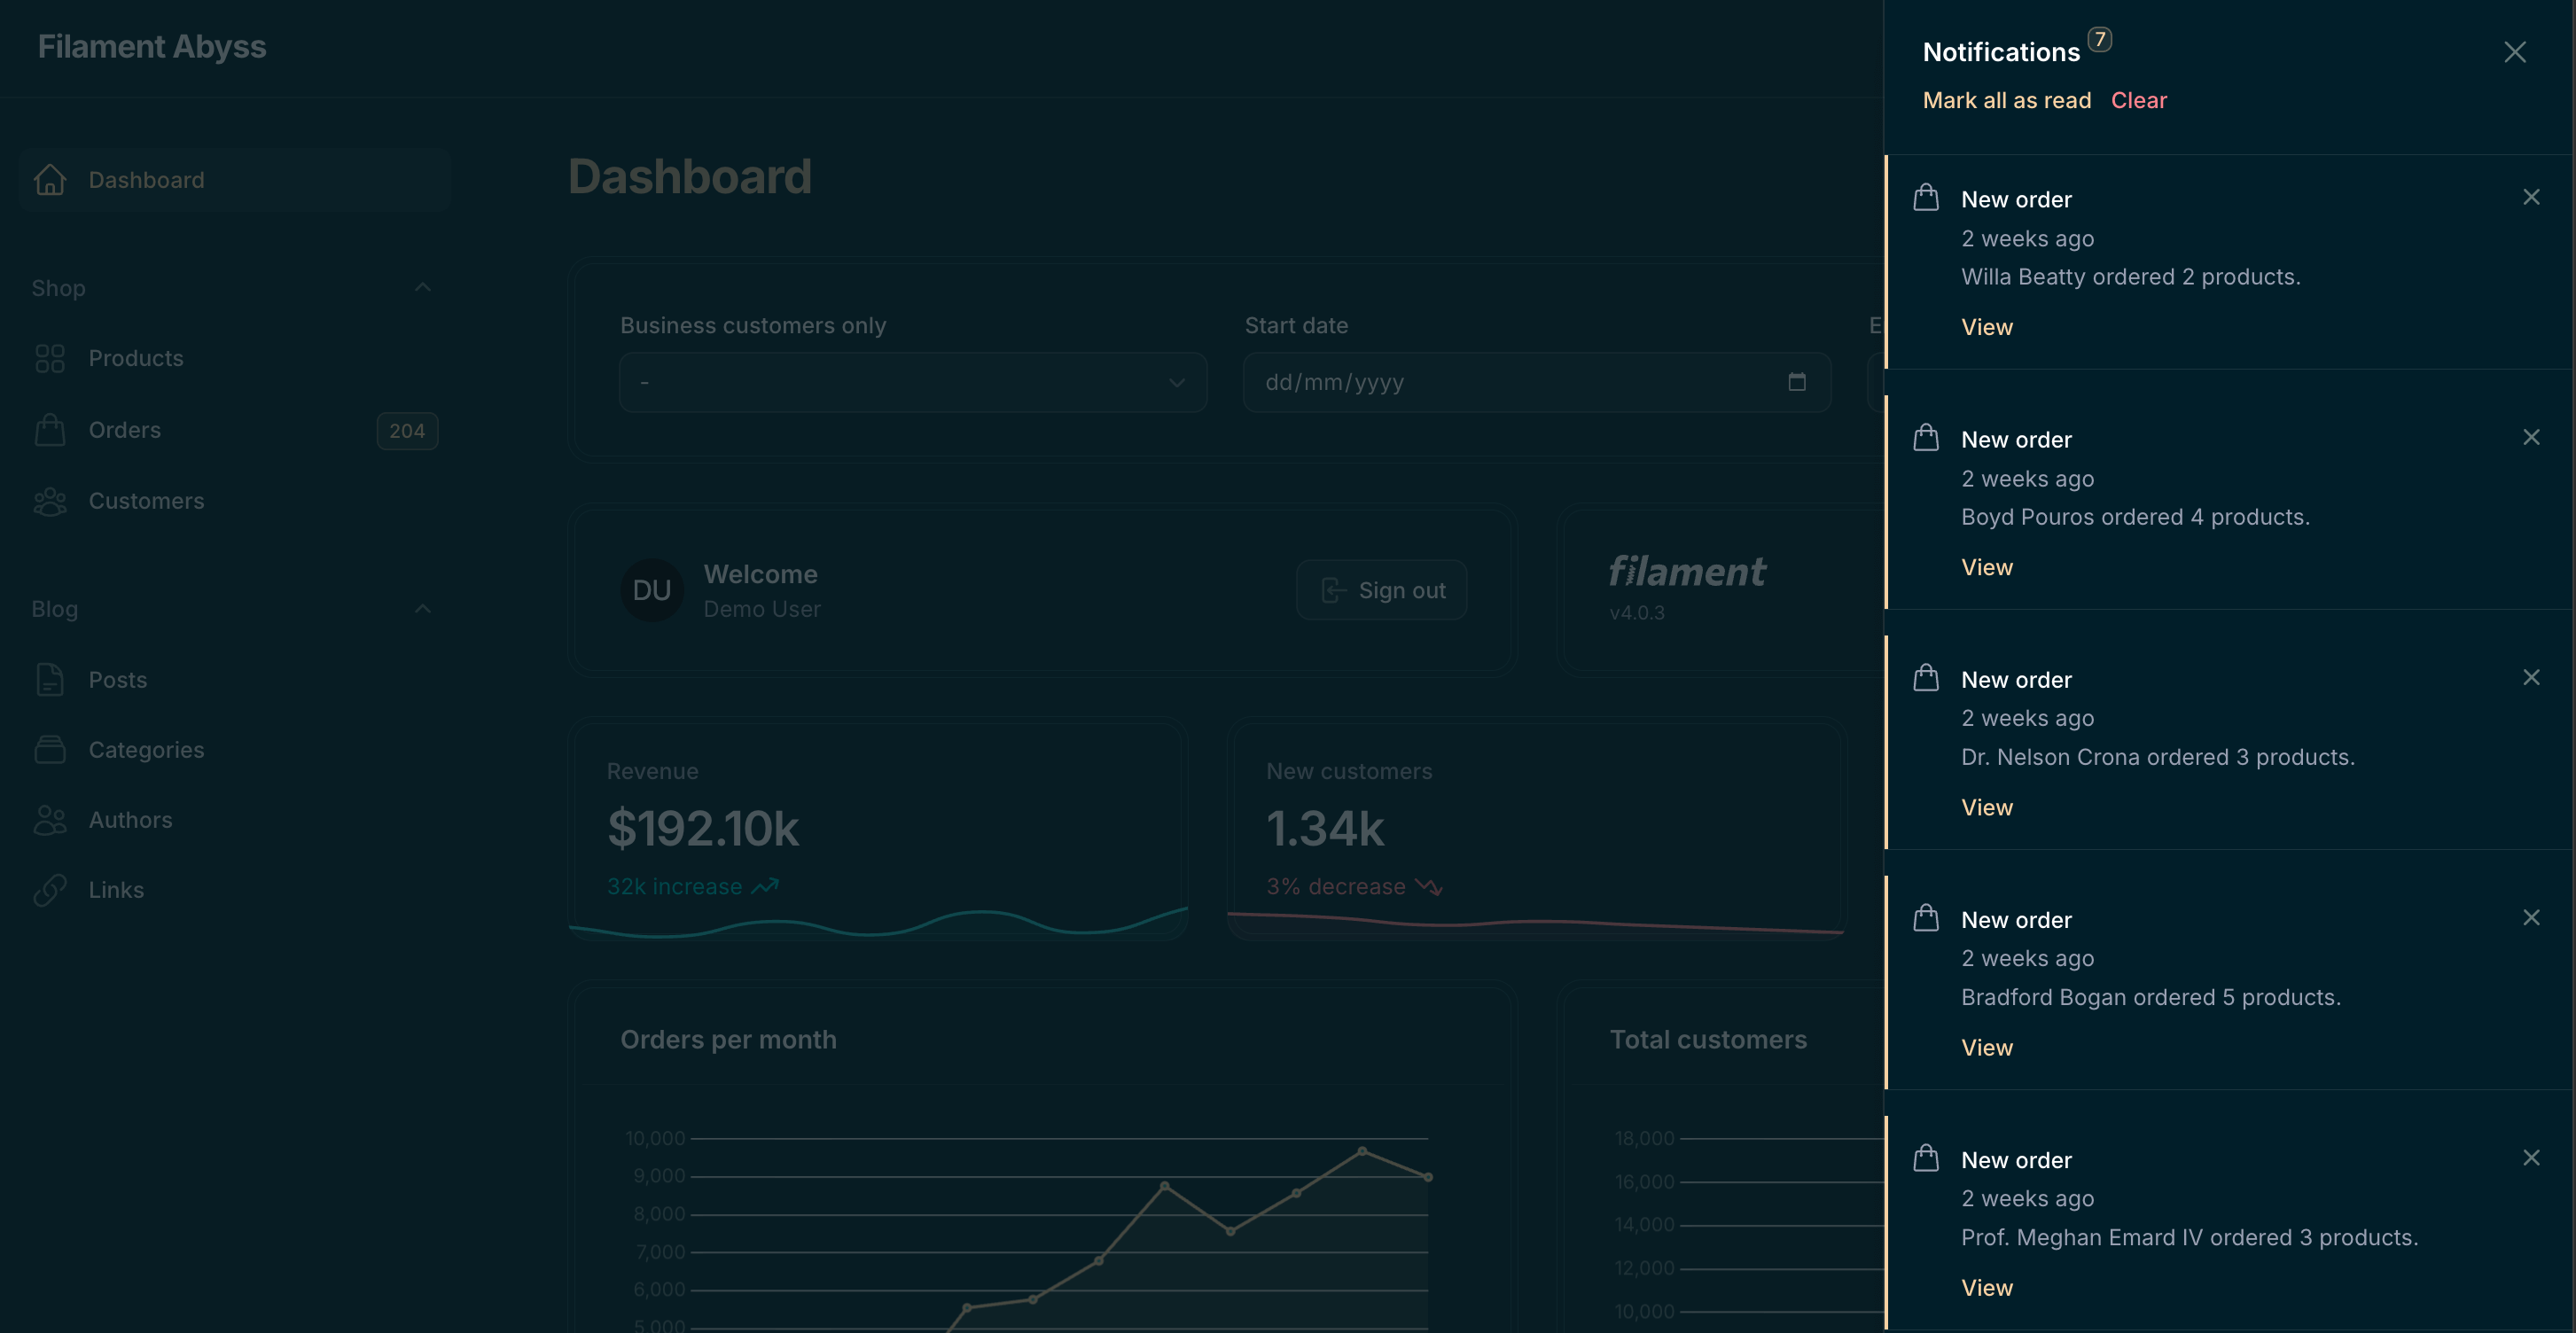 Filament Abyss
Dashboard
Shop
Products
Orders
204
Customers
Blog
Posts
Categories
Authors
Links
Dashboard
Business customers only
-
Start date
dd/mm/yyyy
E
DU
Welcome
Demo User
Sign out
filament
v4.0.3
Revenue
$192.10k
32k increase
New customers
1.34k
3% decrease
Orders per month
10,000
9,000
8,000
7,000
6,000
5,000
Total customers
18,000
16,000
14,000
12,000
10,000
Notifications 7
Mark all as read Clear
New order
2 weeks ago
Willa Beatty ordered 2 products.
View
New order
2 weeks ago
Boyd Pouros ordered 4 products.
View
New order
2 weeks ago
Dr. Nelson Crona ordered 3 products.
View
New order
2 weeks ago
Bradford Bogan ordered 5 products.
View
New order
2 weeks ago
Prof. Meghan Emard IV ordered 3 products.
View